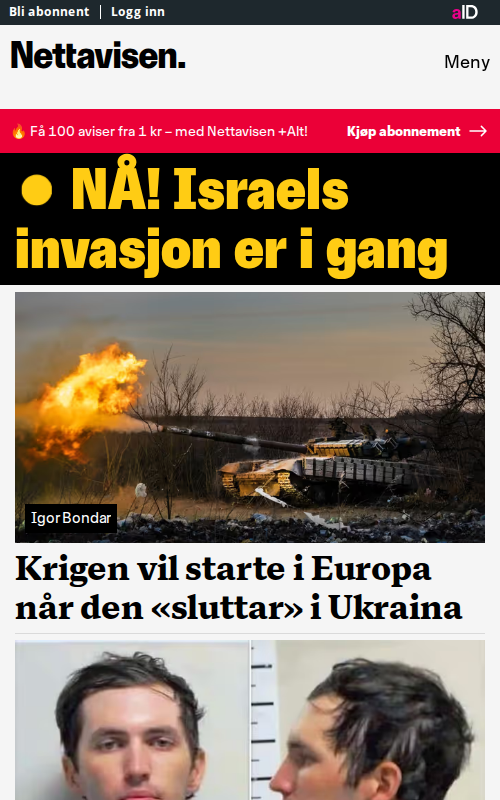 Bli abonnent | Logg inn
aID
Nettavisen.
Meny
🔥 Få 100 aviser fra 1 kr – med Nettavisen +Alt!
Kjøp abonnement →
● NÅ! Israels
invasjon er i gang
Igor Bondar
Krigen vil starte i Europa
når den «sluttar» i Ukraina